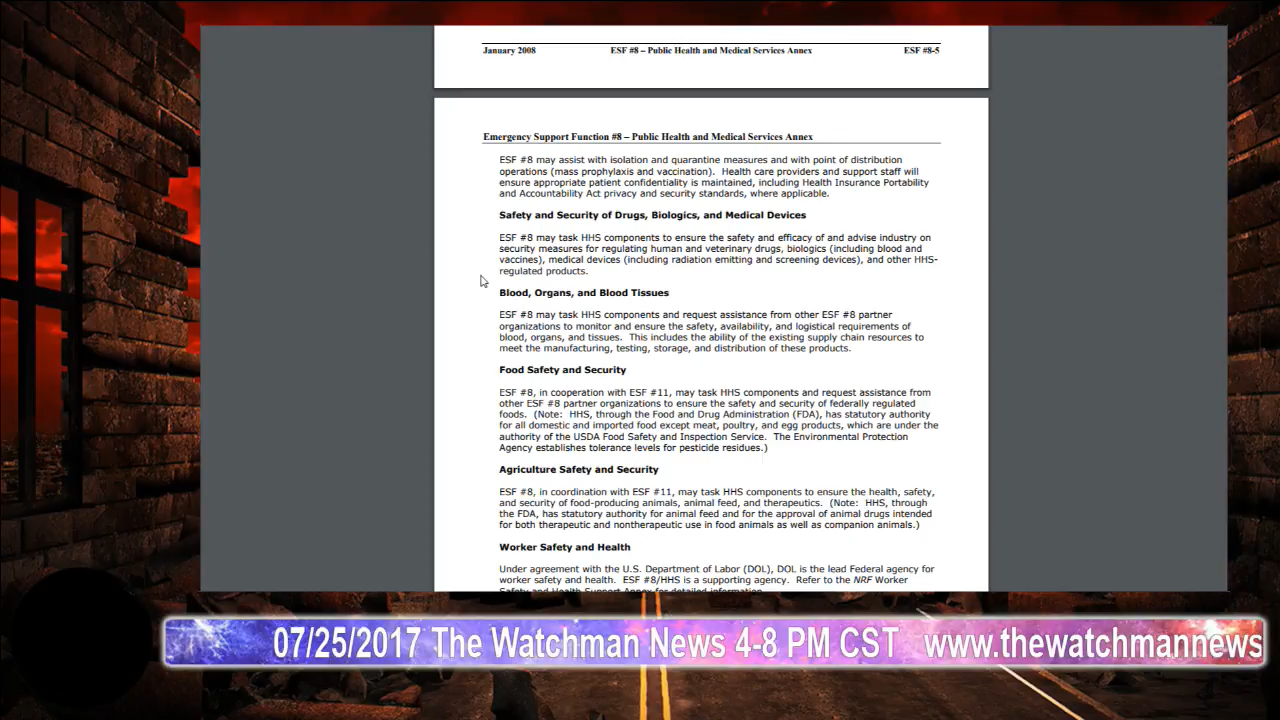 January 2008 ESF #8 – Public Health and Medical Services Annex ESF #8-5
Emergency Support Function #8 – Public Health and Medical Services Annex
ESF #8 may assist with isolation and quarantine measures and with point of distribution
operations (mass prophylaxis and vaccination). Health care providers and support staff will
ensure appropriate patient confidentiality is maintained, including Health Insurance Portability
and Accountability Act privacy and security standards, where applicable.
Safety and Security of Drugs, Biologics, and Medical Devices
ESF #8 may task HHS components to ensure the safety and efficacy of and advise industry on
security measures for regulating human and veterinary drugs, biologics (including blood and
vaccines), medical devices (including radiation emitting and screening devices), and other HHS-
regulated products.
Blood, Organs, and Blood Tissues
ESF #8 may task HHS components and request assistance from other ESF #8 partner
organizations to monitor and ensure the safety, availability, and logistical requirements of
blood, organs, and tissues. This includes the ability of the existing supply chain resources to
meet the manufacturing, testing, storage, and distribution of these products.
Food Safety and Security
ESF #8, in cooperation with ESF #11, may task HHS components and request assistance from
other ESF #8 partner organizations to ensure the safety and security of federally regulated
foods. (Note: HHS, through the Food and Drug Administration (FDA), has statutory authority
for all domestic and imported food except meat, poultry, and egg products, which are under the
authority of the USDA Food Safety and Inspection Service. The Environmental Protection
Agency establishes tolerance levels for pesticide residues.)
Agriculture Safety and Security
ESF #8, in coordination with ESF #11, may task HHS components to ensure the health, safety,
and security of food-producing animals, animal feed, and therapeutics. (Note: HHS, through
the FDA, has statutory authority for animal feed and for the approval of animal drugs intended
for both therapeutic and nontherapeutic use in food animals as well as companion animals.)
Worker Safety and Health
Under agreement with the U.S. Department of Labor (DOL), DOL is the lead Federal agency for
worker safety and health. ESF #8/HHS is a supporting agency. Refer to the NRF Worker
Safety and Health Support Annex for detailed information.
07/25/2017 The Watchman News 4-8 PM CST www.thewatchmannews